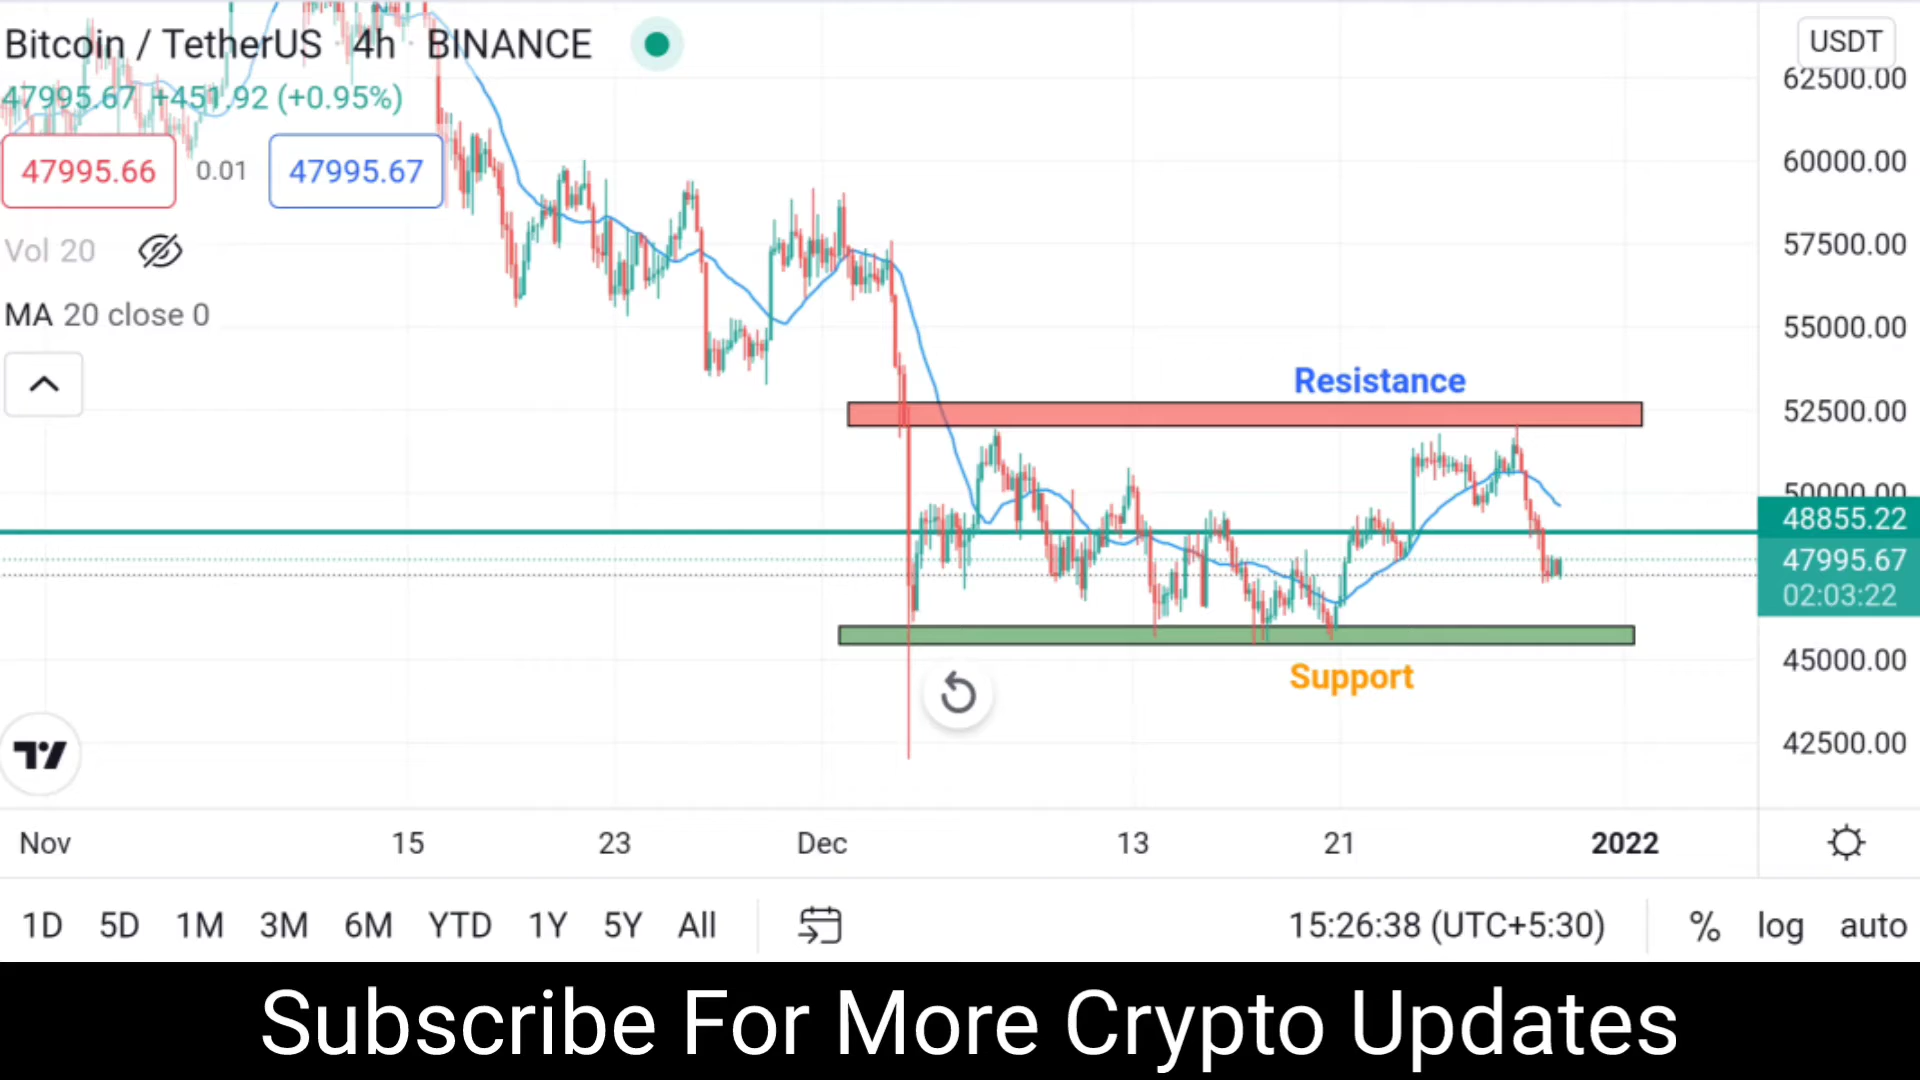 Bitcoin / TetherUS · 4h · BINANCE
USDT
47995.67 +451.92 (+0.95%)
47995.66 0.01 47995.67
Vol 20
MA 20 close 0
62500.00
60000.00
57500.00
55000.00
52500.00
50000.00
48855.22
47995.67
02:03:22
45000.00
42500.00
Resistance
Support
Nov 15 23 Dec 13 21 2022
1D 5D 1M 3M 6M YTD 1Y 5Y All 15:26:38 (UTC+5:30) % log auto
Subscribe For More Crypto Updates